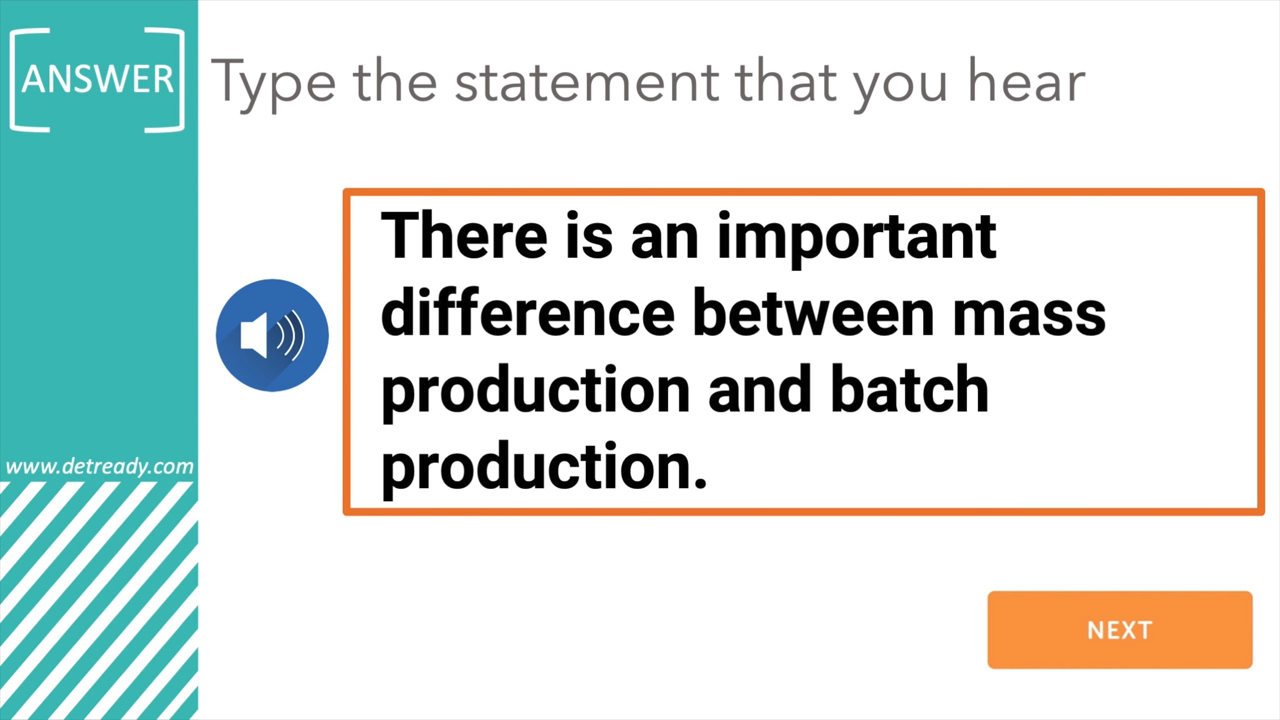 ANSWER
Type the statement that you hear
There is an important
difference between mass
production and batch
production.
www.detready.com
NEXT